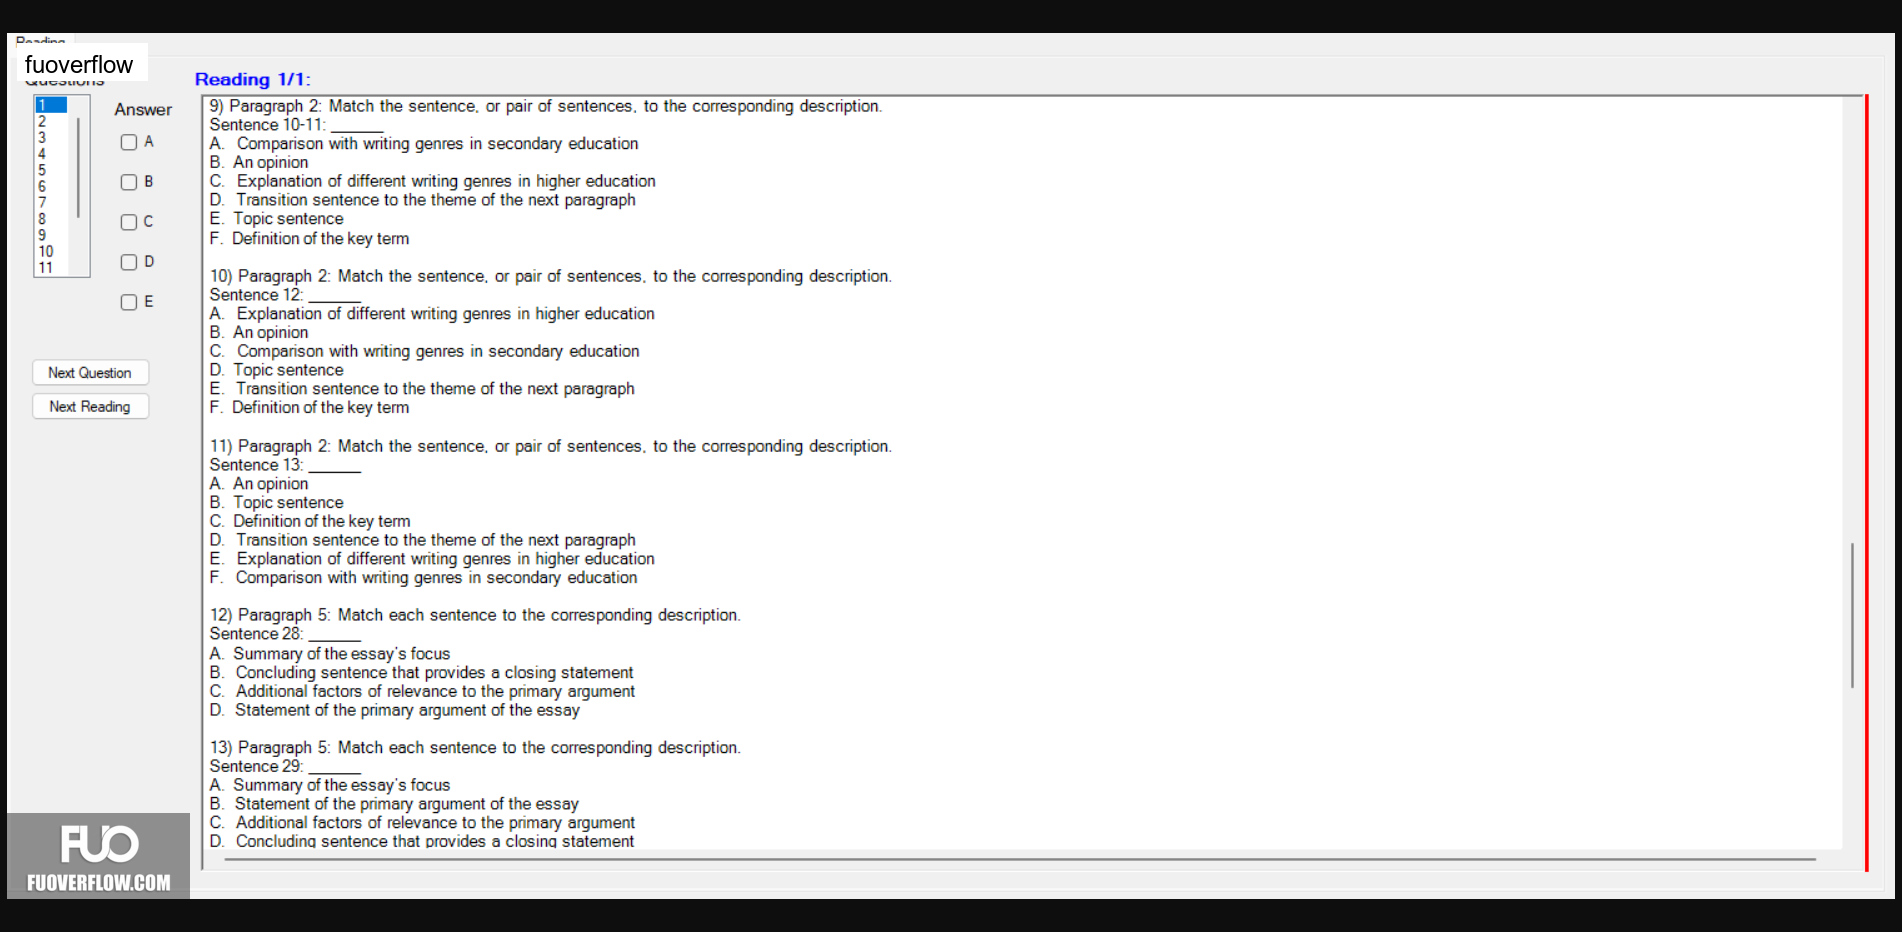 Reading
fuoverflow
Questions
Reading 1/1:
1
2
3
4
5
6
7
8
9
10
11
Answer
A
B
C
D
E
Next Question
Next Reading
9) Paragraph 2: Match the sentence, or pair of sentences, to the corresponding description.
Sentence 10-11: ______
A. Comparison with writing genres in secondary education
B. An opinion
C. Explanation of different writing genres in higher education
D. Transition sentence to the theme of the next paragraph
E. Topic sentence
F. Definition of the key term
10) Paragraph 2: Match the sentence, or pair of sentences, to the corresponding description.
Sentence 12: ______
A. Explanation of different writing genres in higher education
B. An opinion
C. Comparison with writing genres in secondary education
D. Topic sentence
E. Transition sentence to the theme of the next paragraph
F. Definition of the key term
11) Paragraph 2: Match the sentence, or pair of sentences, to the corresponding description.
Sentence 13: ______
A. An opinion
B. Topic sentence
C. Definition of the key term
D. Transition sentence to the theme of the next paragraph
E. Explanation of different writing genres in higher education
F. Comparison with writing genres in secondary education
12) Paragraph 5: Match each sentence to the corresponding description.
Sentence 28: ______
A. Summary of the essay's focus
B. Concluding sentence that provides a closing statement
C. Additional factors of relevance to the primary argument
D. Statement of the primary argument of the essay
13) Paragraph 5: Match each sentence to the corresponding description.
Sentence 29: ______
A. Summary of the essay's focus
B. Statement of the primary argument of the essay
C. Additional factors of relevance to the primary argument
D. Concluding sentence that provides a closing statement
FUO
FUOVERFLOW.COM